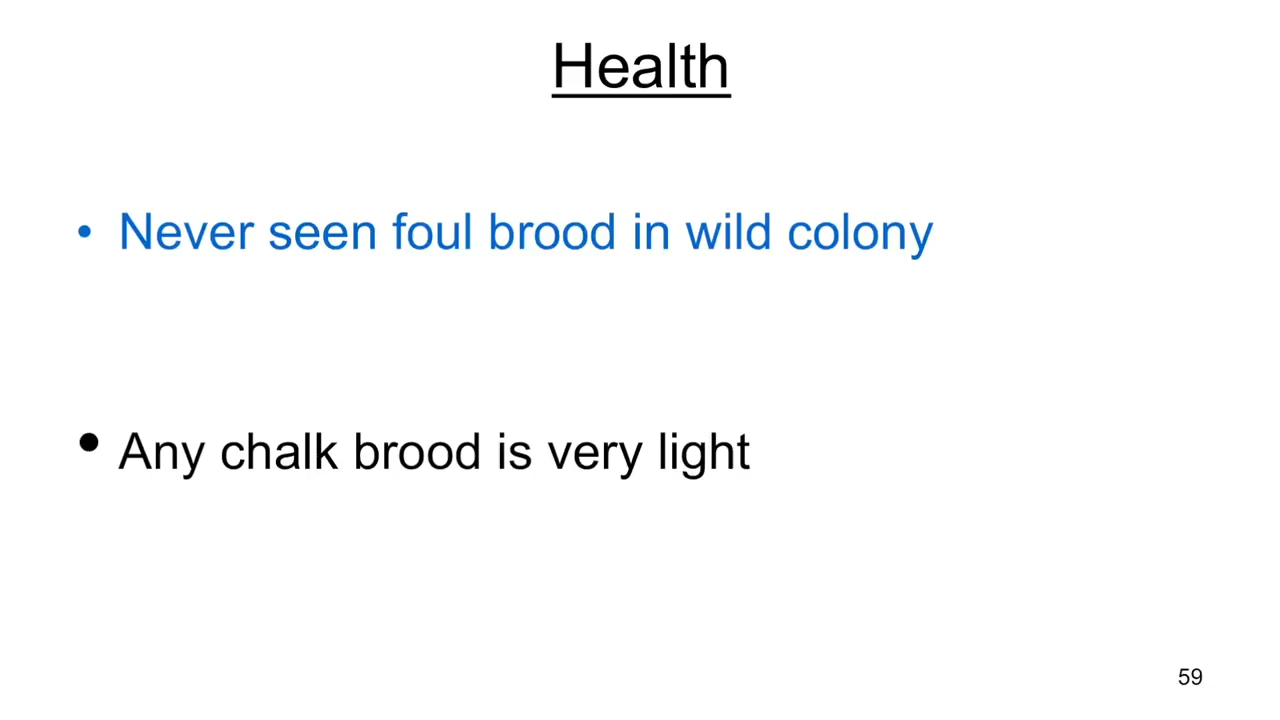 Health
• Never seen foul brood in wild colony
• Any chalk brood is very light
59